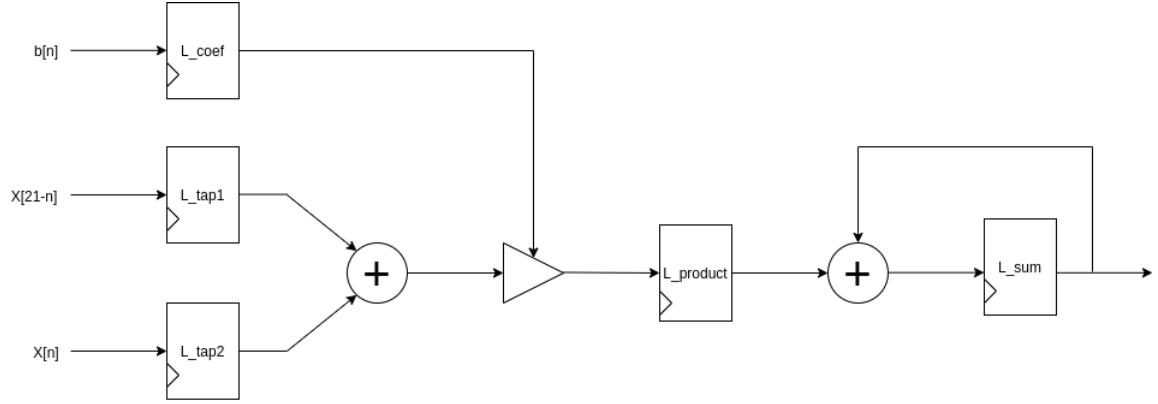 b[n]
L_coef
X[21-n]
L_tap1
+
L_product
+
L_sum
X[n]
L_tap2